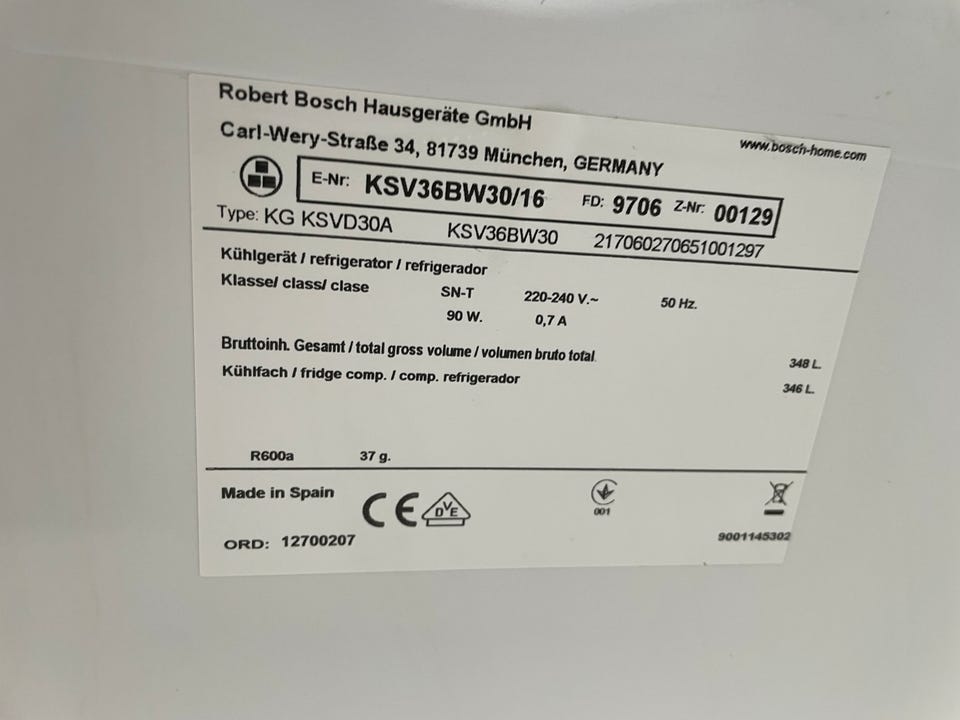 Robert Bosch Hausgeräte GmbH
Carl-Wery-Straße 34, 81739 München, GERMANY
www.bosch-home.com
E-Nr: KSV36BW30/16 FD: 9706 Z-Nr: 00129
Type: KG KSVD30A KSV36BW30 217060270651001297
Kühlgerät / refrigerator / refrigerador
Klasse/ class/ clase SN-T 220-240 V.~ 50 Hz.
90 W. 0,7 A
Bruttoinh. Gesamt / total gross volume / volumen bruto total 348 L.
Kühlfach / fridge comp. / comp. refrigerador 346 L.
R600a 37 g.
Made in Spain CE DVE 001
ORD: 12700207 9001145302